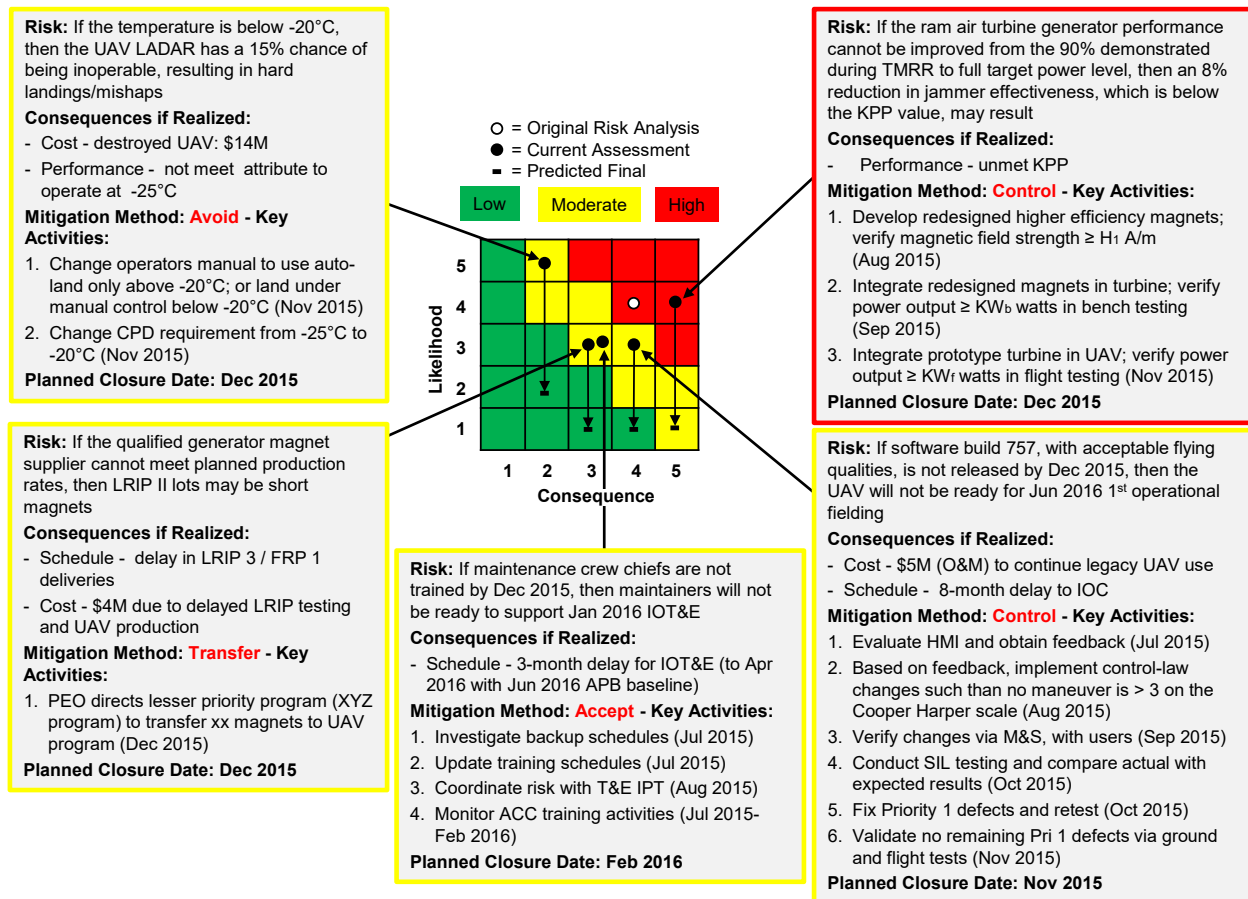 Risk: If the temperature is below -20°C,
then the UAV LADAR has a 15% chance of
being inoperable, resulting in hard
landings/mishaps
Consequences if Realized:
- Cost - destroyed UAV: $14M
- Performance - not meet attribute to
operate at -25°C
Mitigation Method: Avoid - Key
Activities:
1. Change operators manual to use auto-
land only above -20°C; or land under
manual control below -20°C (Nov 2015)
2. Change CPD requirement from -25°C to
-20°C (Nov 2015)
Planned Closure Date: Dec 2015
Risk: If the qualified generator magnet
supplier cannot meet planned production
rates, then LRIP II lots may be short
magnets
Consequences if Realized:
- Schedule - delay in LRIP 3 / FRP 1
deliveries
- Cost - $4M due to delayed LRIP testing
and UAV production
Mitigation Method: Transfer - Key
Activities:
1. PEO directs lesser priority program (XYZ
program) to transfer xx magnets to UAV
program (Dec 2015)
Planned Closure Date: Dec 2015
= Original Risk Analysis
= Current Assessment
= Predicted Final
Low
Moderate
High
Likelihood
5
4
3
2
1
1 2 3 4 5
Consequence
Risk: If maintenance crew chiefs are not
trained by Dec 2015, then maintainers will not
be ready to support Jan 2016 IOT&E
Consequences if Realized:
- Schedule - 3-month delay for IOT&E (to Apr
2016 with Jun 2016 APB baseline)
Mitigation Method: Accept - Key Activities:
1. Investigate backup schedules (Jul 2015)
2. Update training schedules (Jul 2015)
3. Coordinate risk with T&E IPT (Aug 2015)
4. Monitor ACC training activities (Jul 2015-
Feb 2016)
Planned Closure Date: Feb 2016
Risk: If the ram air turbine generator performance
cannot be improved from the 90% demonstrated
during TMRR to full target power level, then an 8%
reduction in jammer effectiveness, which is below
the KPP value, may result
Consequences if Realized:
- Performance - unmet KPP
Mitigation Method: Control - Key Activities:
1. Develop redesigned higher efficiency magnets;
verify magnetic field strength ≥ H1 A/m
(Aug 2015)
2. Integrate redesigned magnets in turbine; verify
power output ≥ KWb watts in bench testing
(Sep 2015)
3. Integrate prototype turbine in UAV; verify power
output ≥ KWf watts in flight testing (Nov 2015)
Planned Closure Date: Dec 2015
Risk: If software build 757, with acceptable flying
qualities, is not released by Dec 2015, then the
UAV will not be ready for Jun 2016 1st operational
fielding
Consequences if Realized:
- Cost - $5M (O&M) to continue legacy UAV use
- Schedule - 8-month delay to IOC
Mitigation Method: Control - Key Activities:
1. Evaluate HMI and obtain feedback (Jul 2015)
2. Based on feedback, implement control-law
changes such than no maneuver is > 3 on the
Cooper Harper scale (Aug 2015)
3. Verify changes via M&S, with users (Sep 2015)
4. Conduct SIL testing and compare actual with
expected results (Oct 2015)
5. Fix Priority 1 defects and retest (Oct 2015)
6. Validate no remaining Pri 1 defects via ground
and flight tests (Nov 2015)
Planned Closure Date: Nov 2015